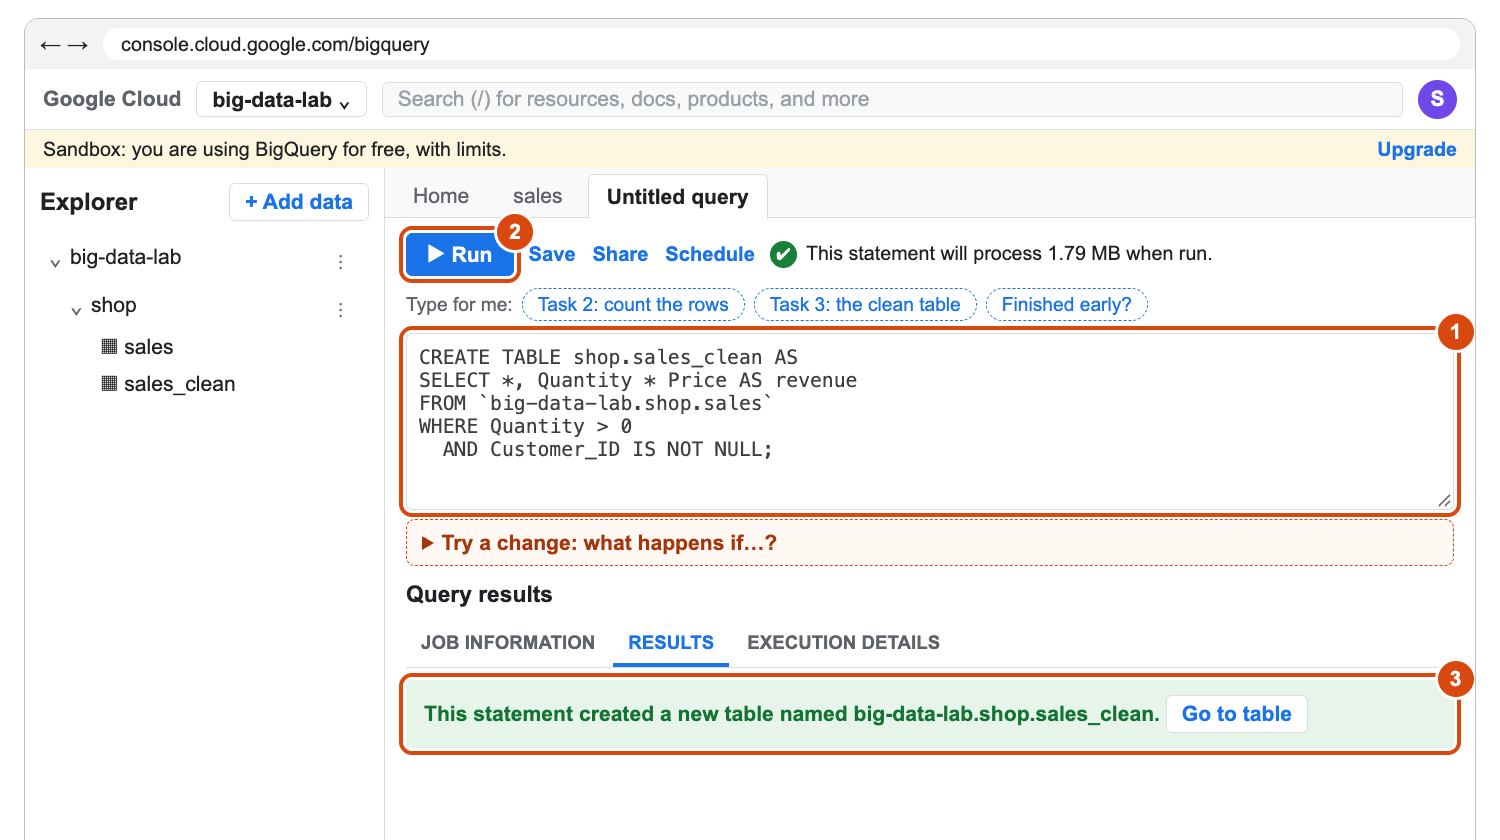 console.cloud.google.com/bigquery
Google Cloud big-data-lab Search (/) for resources, docs, products, and more S
Sandbox: you are using BigQuery for free, with limits. Upgrade
Explorer + Add data
big-data-lab
shop
sales
sales_clean
Home sales Untitled query
2
Run Save Share Schedule This statement will process 1.79 MB when run.
Type for me: Task 2: count the rows Task 3: the clean table Finished early?
1
CREATE TABLE shop.sales_clean AS
SELECT *, Quantity * Price AS revenue
FROM `big-data-lab.shop.sales`
WHERE Quantity > 0
  AND Customer_ID IS NOT NULL;
Try a change: what happens if…?
Query results
JOB INFORMATION RESULTS EXECUTION DETAILS
3
This statement created a new table named big-data-lab.shop.sales_clean. Go to table